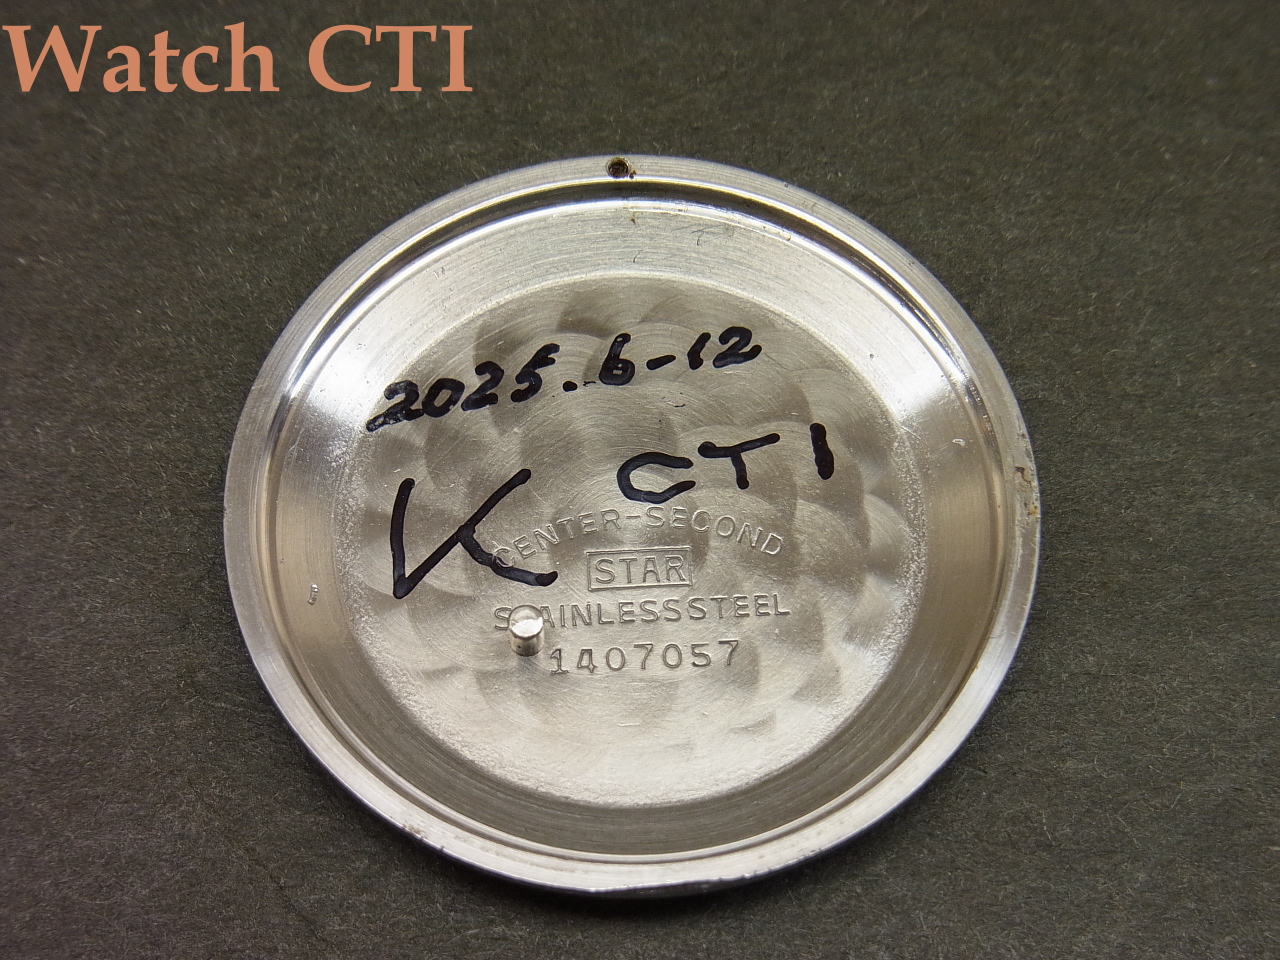 Watch CTI
2025.6-12
K CTI
CENTER-SECOND
STAR
STAINLESSSTEEL
1407057